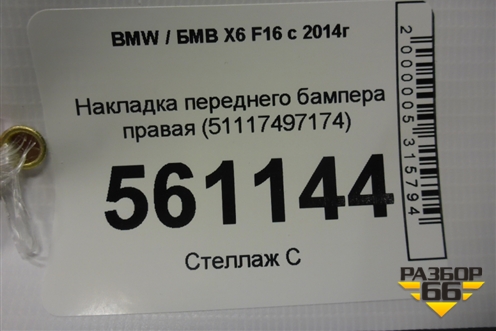 BMW / БМВ X6 F16 с 2014г
Накладка переднего бампера
правая (51117497174)
561144
Стеллаж С
2000005315794
РАЗБОР
66